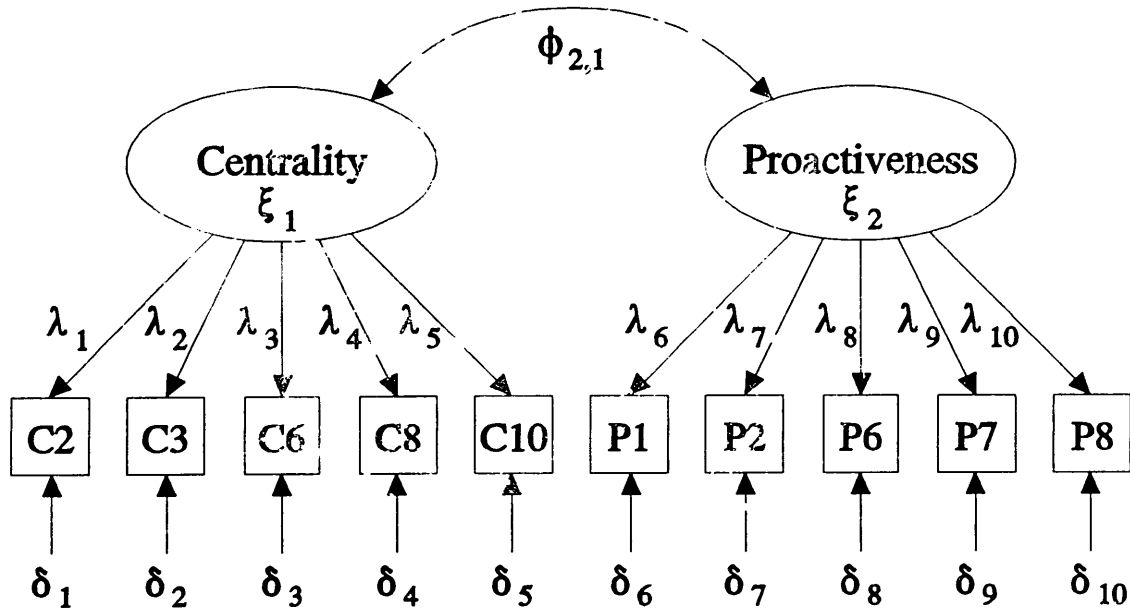 ϕ2,1
Centrality Proactiveness
ξ1 ξ2
λ1 λ2 λ3 λ4 λ5 λ6 λ7 λ8 λ9 λ10
C2 C3 C6 C8 C10 P1 P2 P6 P7 P8
δ1 δ2 δ3 δ4 δ5 δ6 δ7 δ8 δ9 δ10